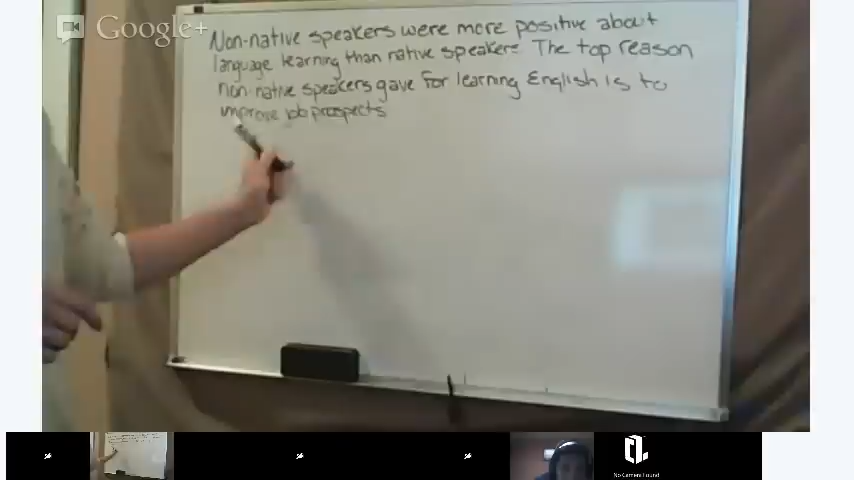 Google+
Non-native speakers were more positive about
language learning than native speakers The top reason
non-native speakers gave for learning English is to
improve job prospects
No Camera Found